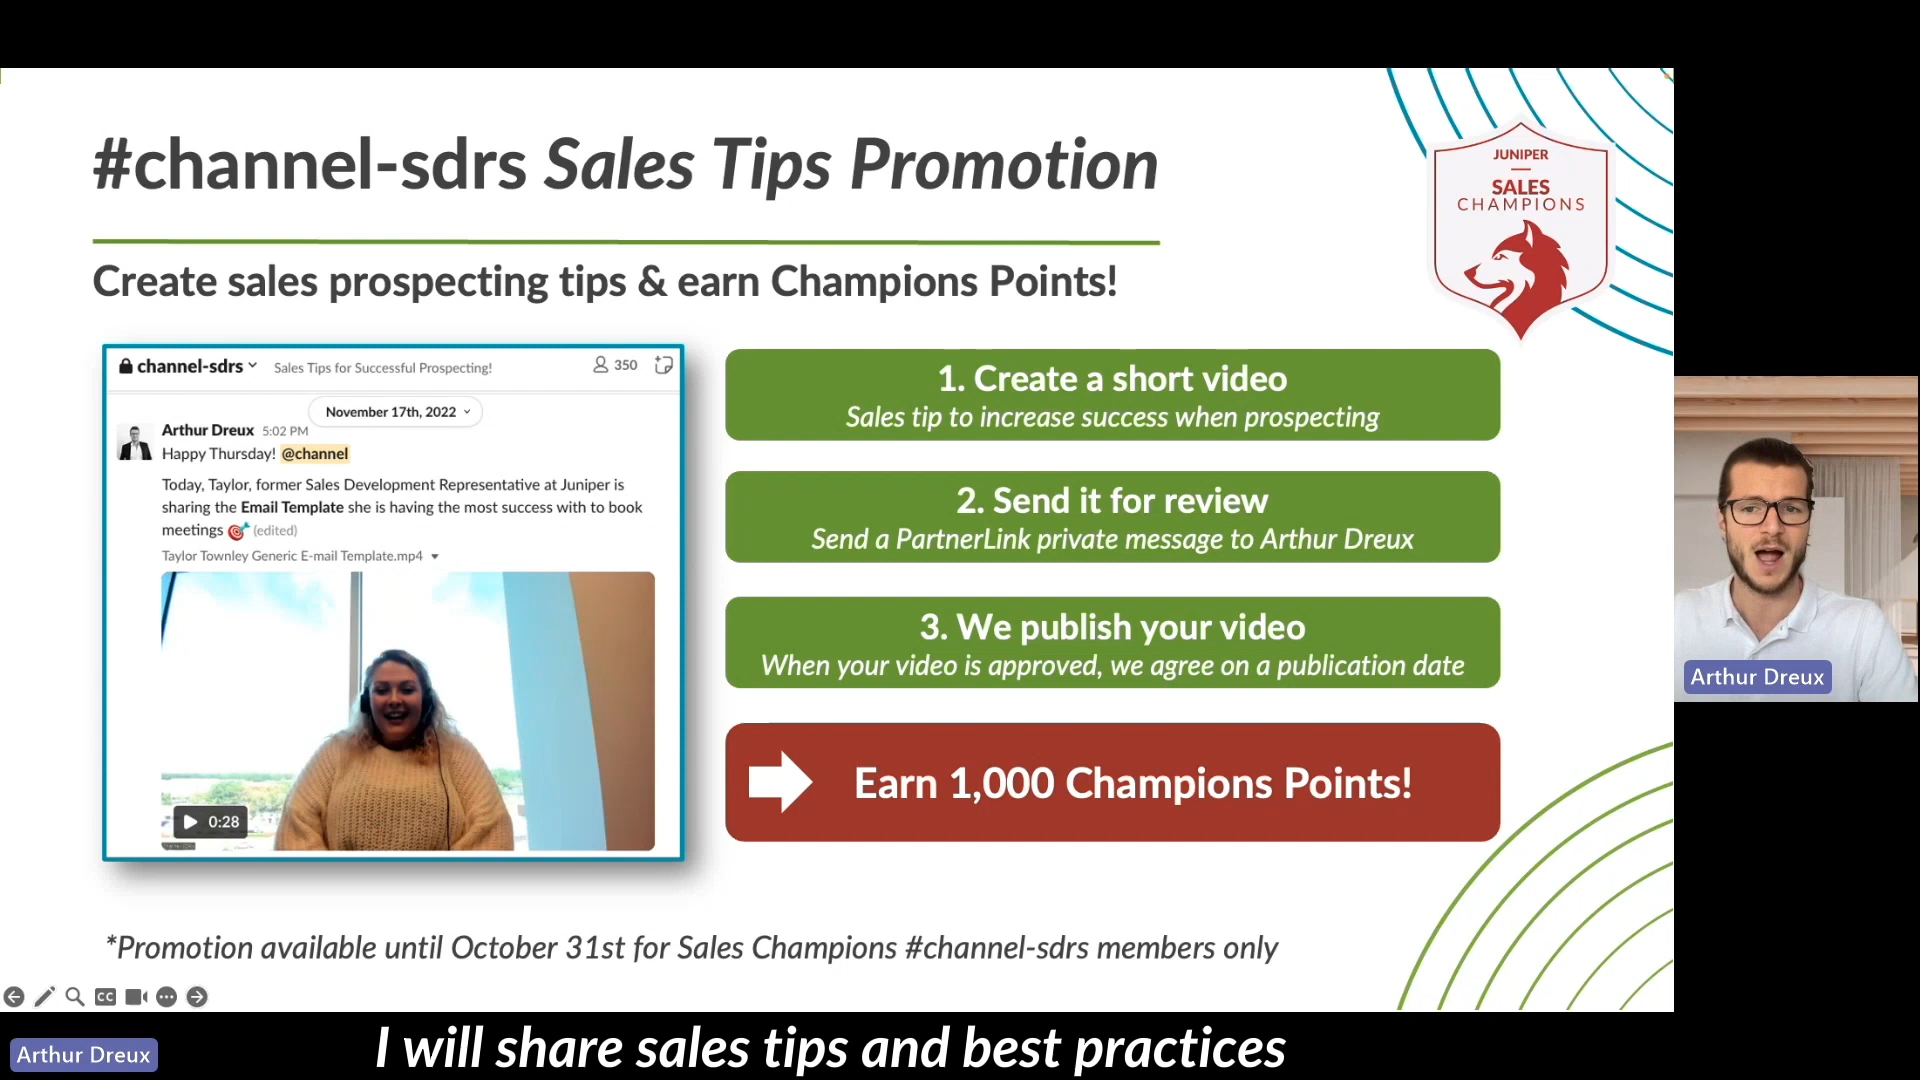 #channel-sdrs Sales Tips Promotion
JUNIPER
SALES
CHAMPIONS
Create sales prospecting tips & earn Champions Points!
channel-sdrs
Sales Tips for Successful Prospecting!
350
November 17th, 2022
Arthur Dreux 5:02 PM
Happy Thursday! @channel
Today, Taylor, former Sales Development Representative at Juniper is
sharing the Email Template she is having the most success with to book
meetings 🎯 (edited)
Taylor Townley Generic E-mail Template.mp4
0:28
1. Create a short video
Sales tip to increase success when prospecting
2. Send it for review
Send a PartnerLink private message to Arthur Dreux
3. We publish your video
When your video is approved, we agree on a publication date
Earn 1,000 Champions Points!
Arthur Dreux
*Promotion available until October 31st for Sales Champions #channel-sdrs members only
CC
Arthur Dreux
I will share sales tips and best practices